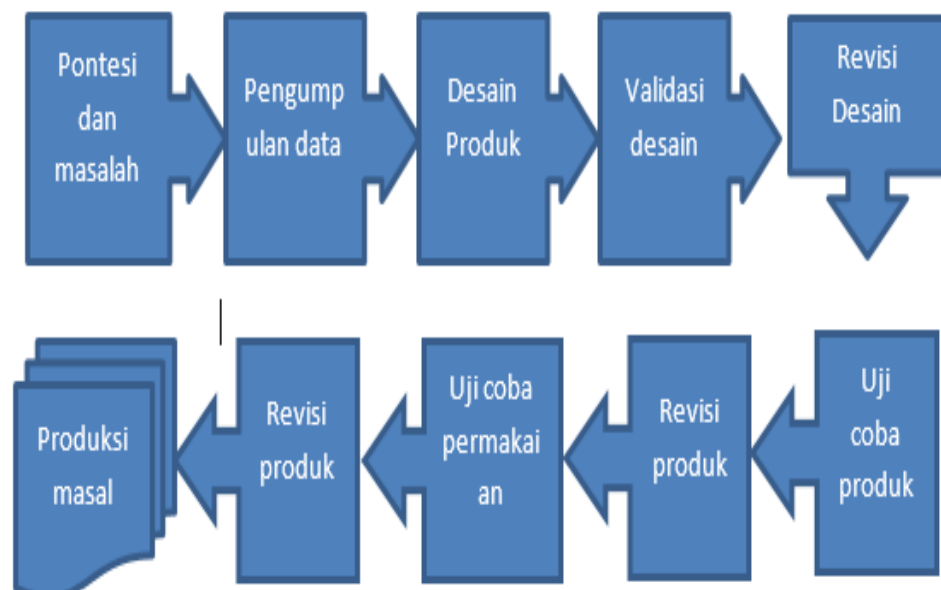 Pontesi
dan
masalah
Pengump
ulan data
Desain
Produk
Validasi
desain
Revisi
Desain
Uji
coba
produk
Revisi
produk
Uji coba
permakai
an
Revisi
produk
Produksi
masal